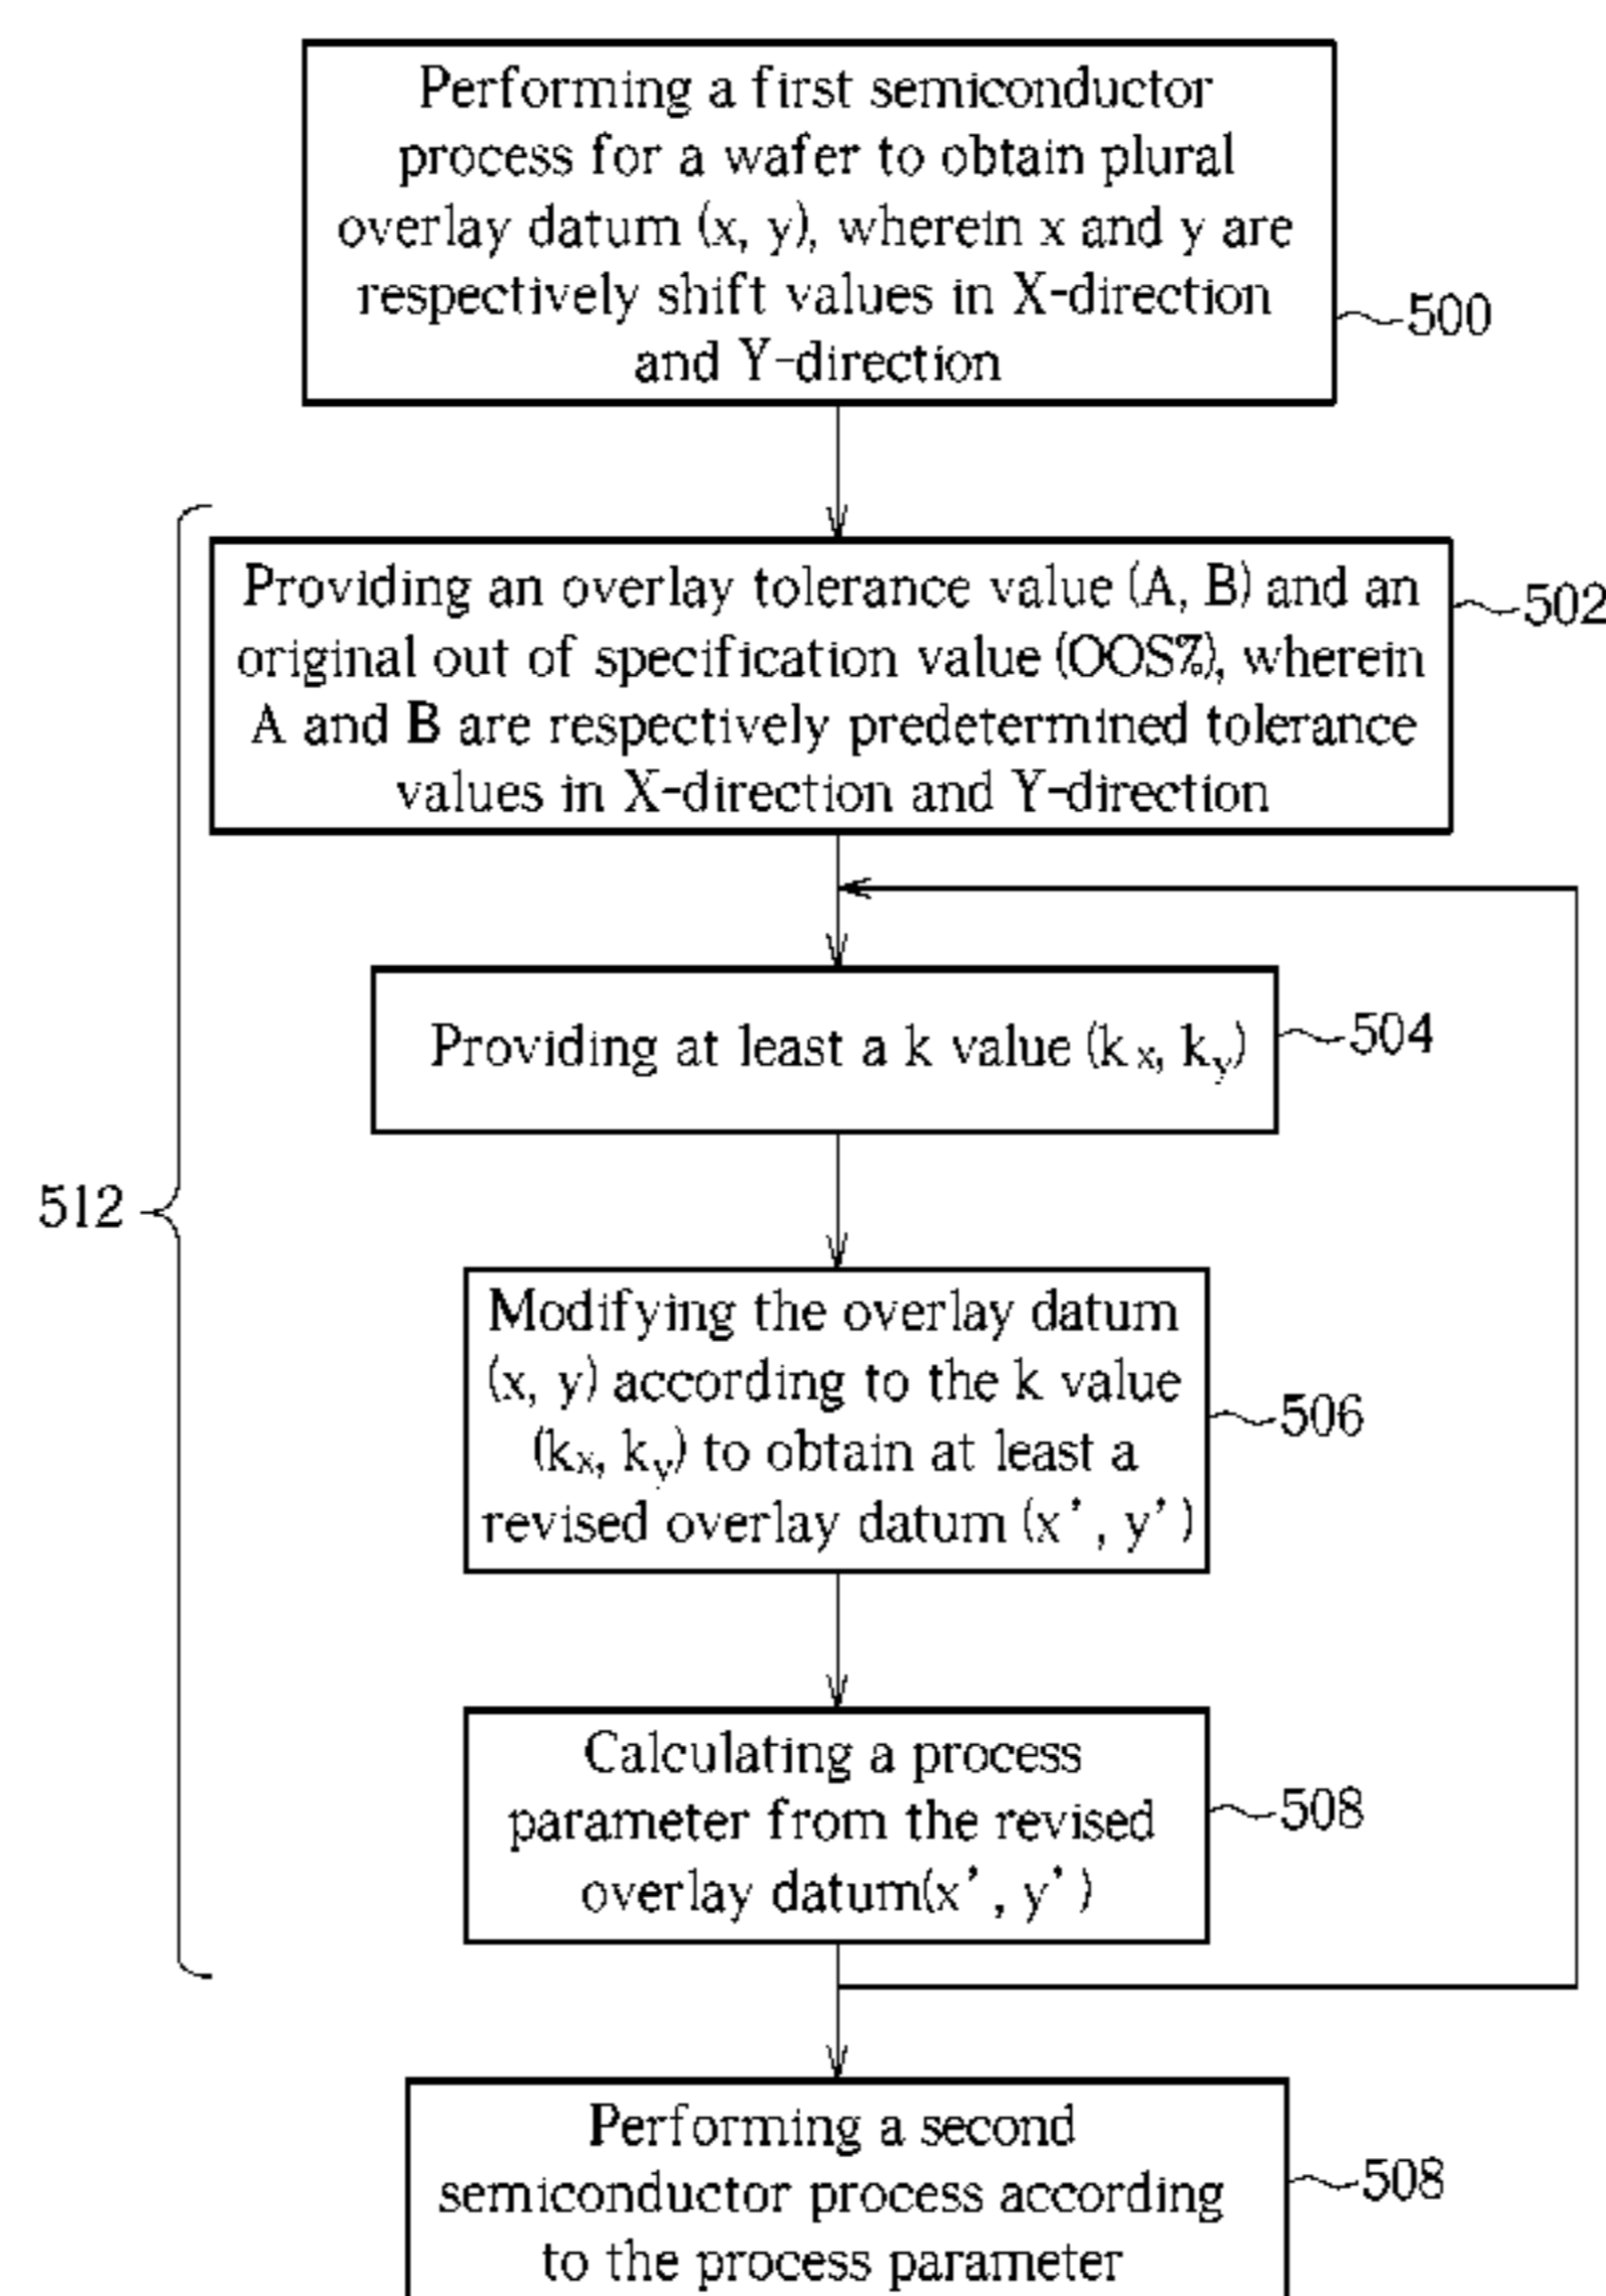 Performing a first semiconductor
process for a wafer to obtain plural
overlay datum (x, y), wherein x and y are
respectively shift values in X-direction
and Y-direction
500
Providing an overlay tolerance value (A, B) and an
original out of specification value (OOS%), wherein
A and B are respectively predetermined tolerance
values in X-direction and Y-direction
502
Providing at least a k value (kx, ky)
504
512
Modifying the overlay datum
(x, y) according to the k value
(kx, ky) to obtain at least a
revised overlay datum (x', y')
506
Calculating a process
parameter from the revised
overlay datum(x', y')
508
Performing a second
semiconductor process according
to the process parameter
508